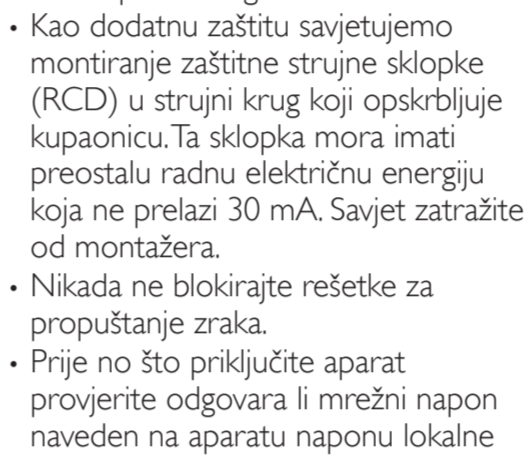 • Kao dodatnu zaštitu savjetujemo
montiranje zaštitne strujne sklopke
(RCD) u strujni krug koji opskrbljuje
kupaonicu. Ta sklopka mora imati
preostalu radnu električnu energiju
koja ne prelazi 30 mA. Savjet zatražite
od montažera.
• Nikada ne blokirajte rešetke za
propuštanje zraka.
• Prije no što priključite aparat
provjerite odgovara li mrežni napon
naveden na aparatu naponu lokalne